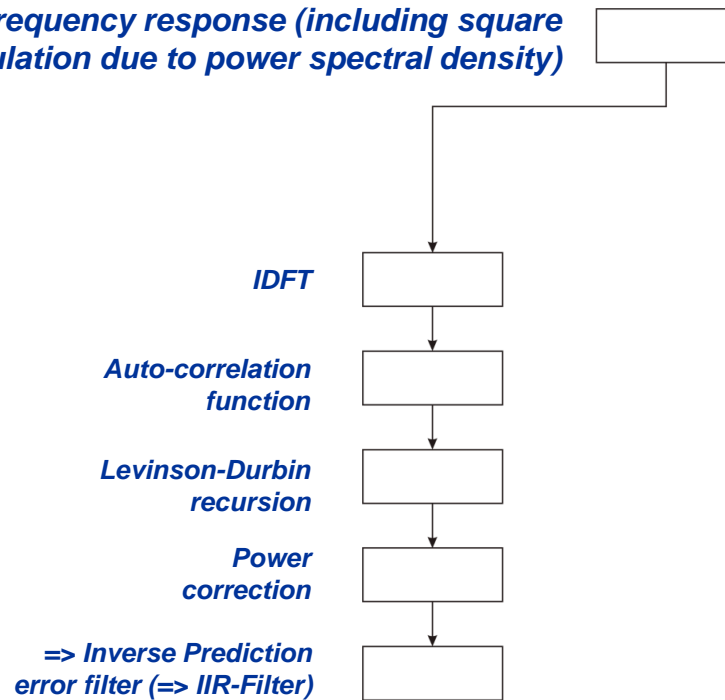 requency response (including square
ulation due to power spectral density)
IDFT
Auto-correlation
function
Levinson-Durbin
recursion
Power
correction
=> Inverse Prediction
error filter (=> IIR-Filter)